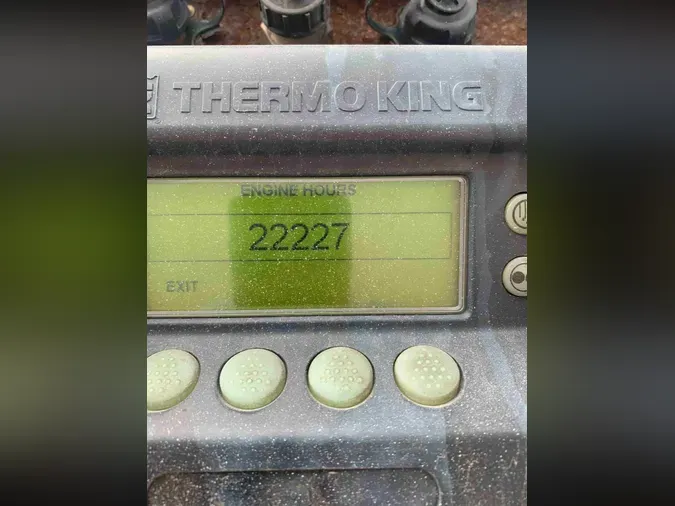 THERMO KING
ENGINE HOURS
22227
EXIT